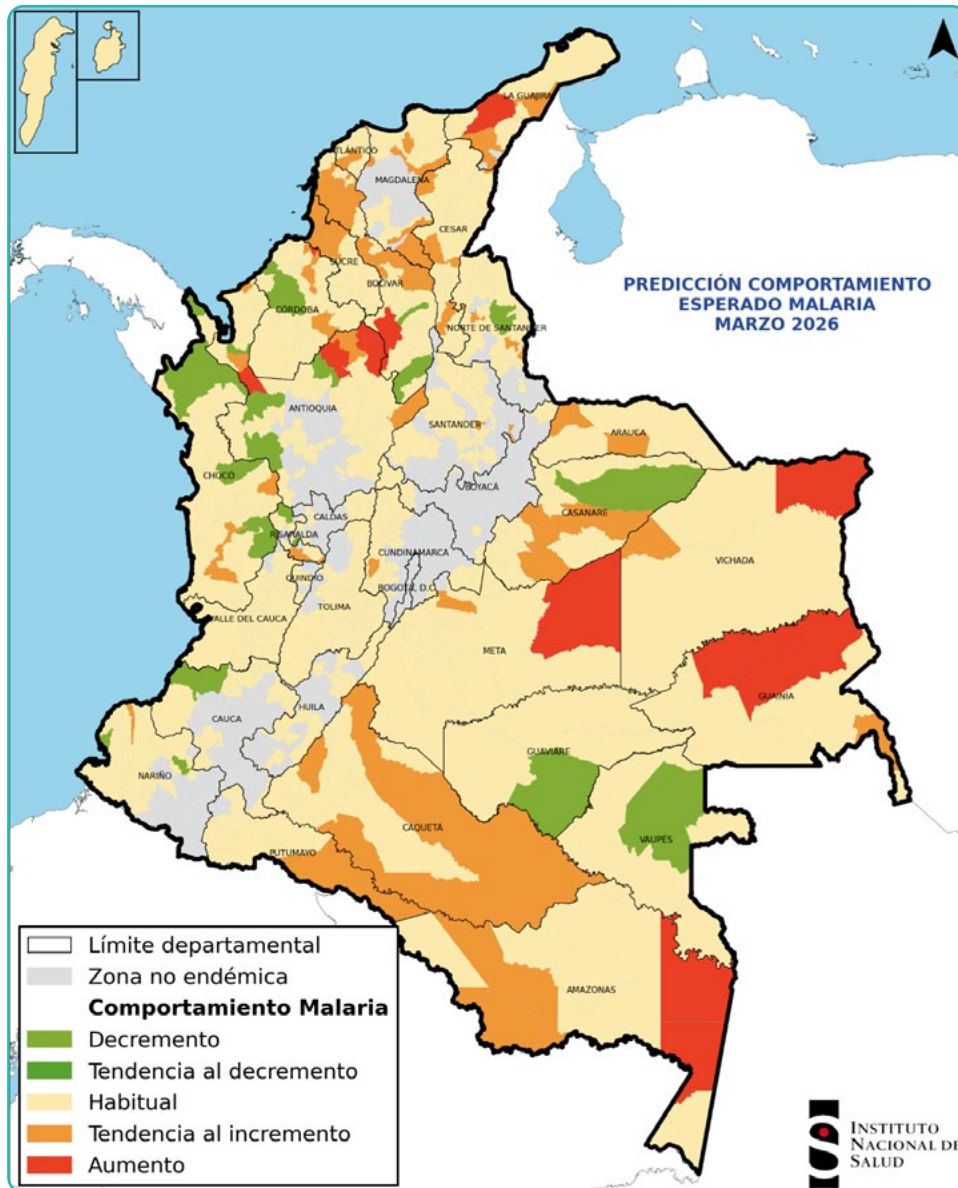 LA GUAJIRA
ATLÁNTICO
MAGDALENA
CESAR
SUCRE
BOLÍVAR
CÓRDOBA
NORTE DE SANTANDER
PREDICCIÓN COMPORTAMIENTO
ESPERADO MALARIA
MARZO 2026
ANTIOQUIA
SANTANDER
ARAUCA
CHOCÓ
BOYACÁ
CASANARE
CALDAS
RISARALDA
CUNDINAMARCA
VICHADA
QUINDIO
BOGOTÁ, D.C.
TOLIMA
VALLE DEL CAUCA
META
GUAINÍA
CAUCA
HUILA
GUAVIARE
NARIÑO
CAQUETÁ
VAUPÉS
PUTUMAYO
AMAZONAS
Límite departamental
Zona no endémica
Comportamiento Malaria
Decremento
Tendencia al decremento
Habitual
Tendencia al incremento
Aumento
INSTITUTO
NACIONAL DE
SALUD